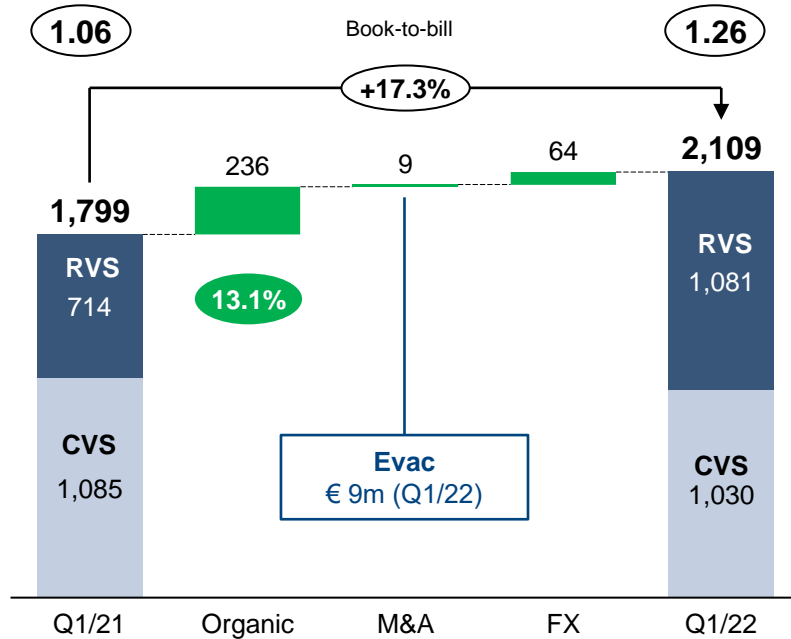 1.06
Book-to-bill
1.26
+17.3%
1,799
236
9
64
2,109
RVS
714
13.1%
RVS
1,081
CVS
1,085
Evac
€ 9m (Q1/22)
CVS
1,030
Q1/21
Organic
M&A
FX
Q1/22